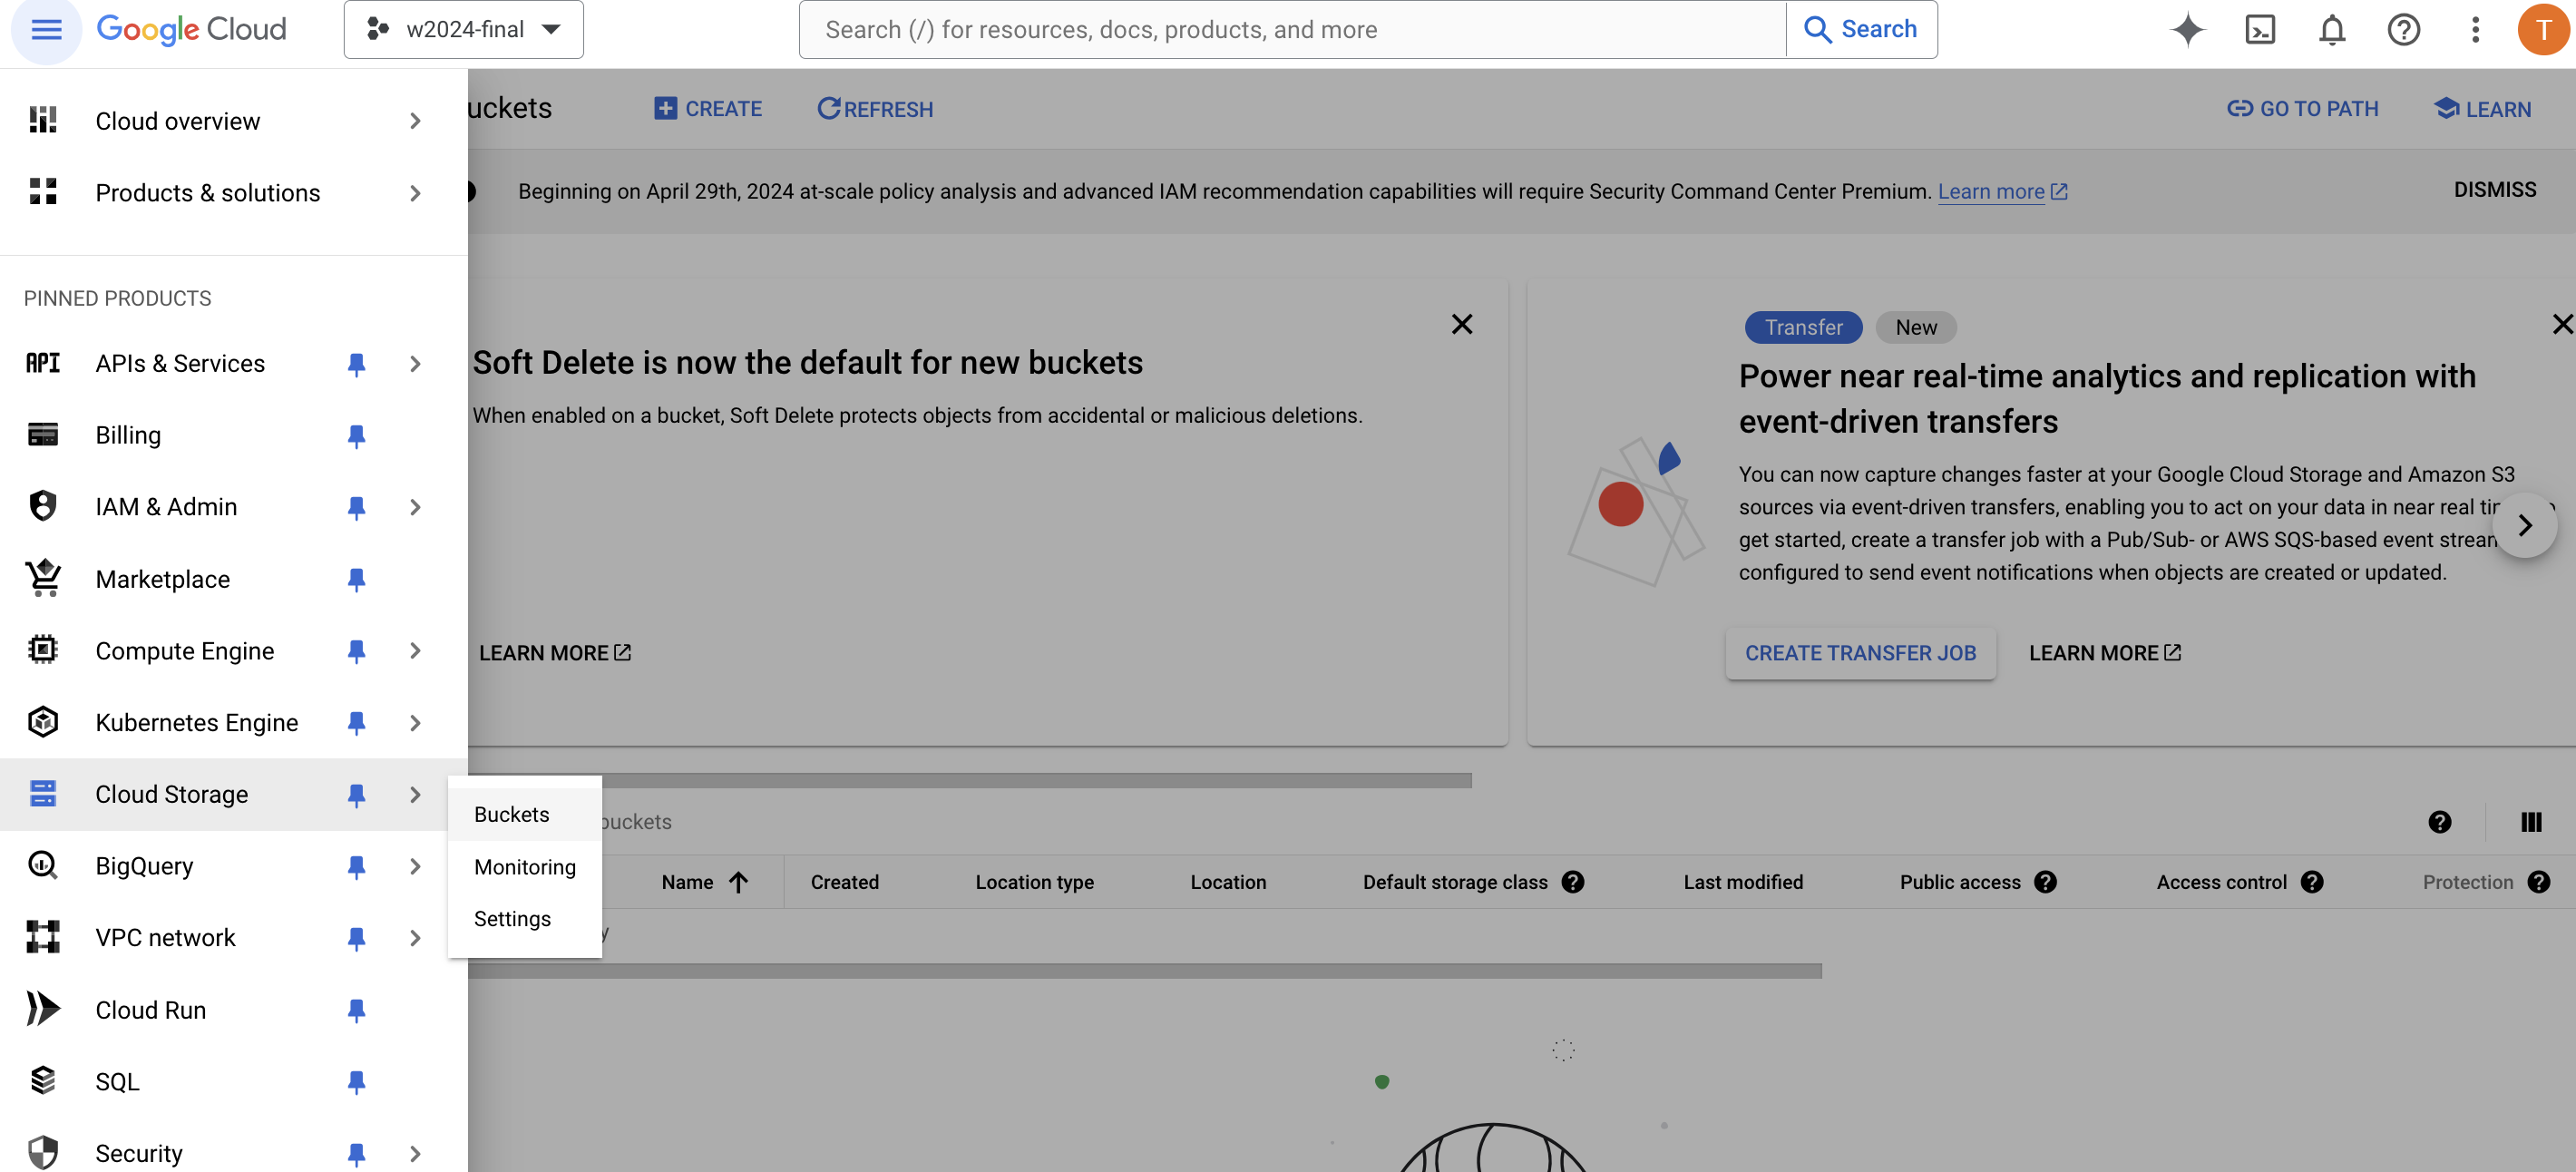 Google Cloud
w2024-final
Search (/) for resources, docs, products, and more
Search
T
Cloud overview
Products & solutions
PINNED PRODUCTS
API APIs & Services
Billing
IAM & Admin
Marketplace
Compute Engine
Kubernetes Engine
Cloud Storage
BigQuery
VPC network
Cloud Run
SQL
Security
Buckets
Monitoring
Settings
CREATE
REFRESH
GO TO PATH
LEARN
Beginning on April 29th, 2024 at-scale policy analysis and advanced IAM recommendation capabilities will require Security Command Center Premium. Learn more
DISMISS
Soft Delete is now the default for new buckets
When enabled on a bucket, Soft Delete protects objects from accidental or malicious deletions.
LEARN MORE
Transfer
New
Power near real-time analytics and replication with
event-driven transfers
You can now capture changes faster at your Google Cloud Storage and Amazon S3
sources via event-driven transfers, enabling you to act on your data in near real
get started, create a transfer job with a Pub/Sub- or AWS SQS-based event
configured to send event notifications when objects are created or updated.
CREATE TRANSFER JOB
LEARN MORE
buckets
Name
Created
Location type
Location
Default storage class
Last modified
Public access
Access control
Protection